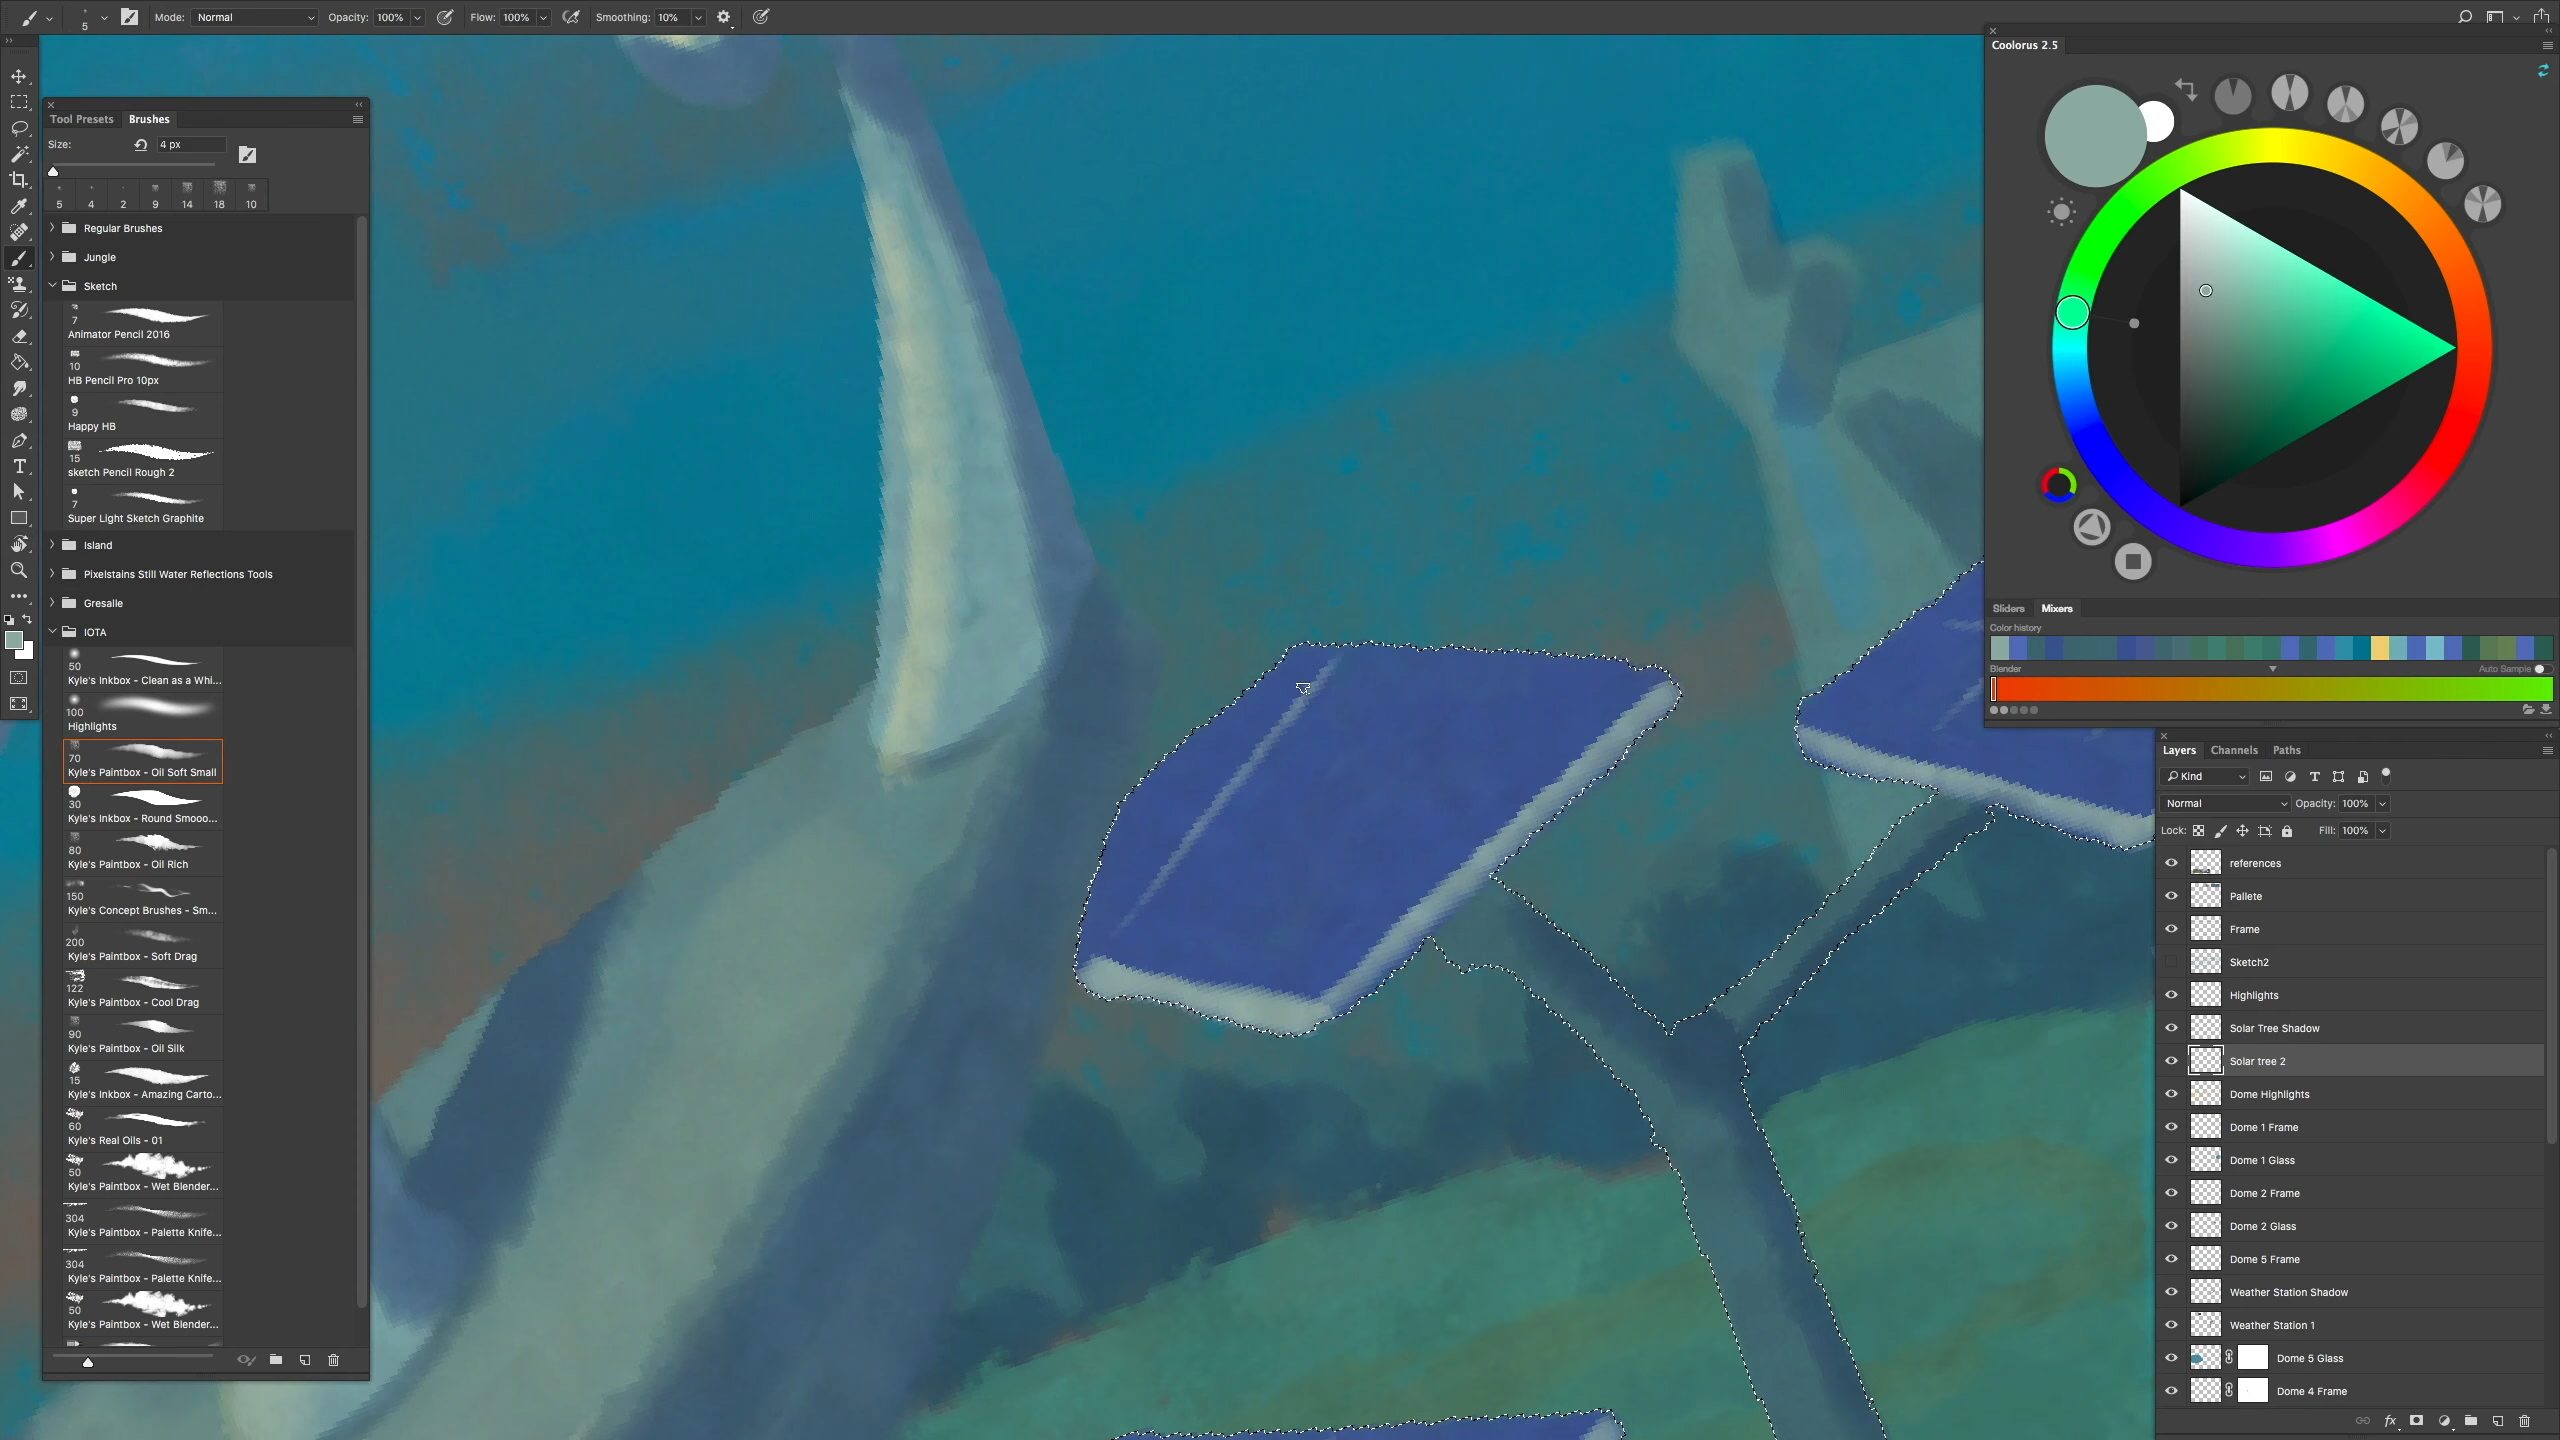 5 Mode: Normal Opacity: 100% Flow: 100% Smoothing: 10%
Coolorus 2.5
Tool Presets Brushes
Size: 4 px
5 4 2 9 14 18 10
Regular Brushes
Jungle
Sketch
7
Animator Pencil 2016
10
HB Pencil Pro 10px
9
Happy HB
15
sketch Pencil Rough 2
7
Super Light Sketch Graphite
Island
Pixelstains Still Water Reflections Tools
Gresalle
IOTA
50
Kyle's Inkbox - Clean as a Whi...
100
Highlights
70
Kyle's Paintbox - Oil Soft Small
30
Kyle's Inkbox - Round Smooo...
80
Kyle's Paintbox - Oil Rich
150
Kyle's Concept Brushes - Sm...
200
Kyle's Paintbox - Soft Drag
122
Kyle's Paintbox - Cool Drag
90
Kyle's Paintbox - Oil Silk
15
Kyle's Inkbox - Amazing Carto...
60
Kyle's Real Oils - 01
50
Kyle's Paintbox - Wet Blender...
304
Kyle's Paintbox - Palette Knife...
304
Kyle's Paintbox - Palette Knife...
50
Kyle's Paintbox - Wet Blender...
Sliders Mixers
Color history
Blender Auto Sample
Layers Channels Paths
Kind
Normal Opacity: 100%
Lock: Fill: 100%
references
Pallete
Frame
Sketch2
Highlights
Solar Tree Shadow
Solar tree 2
Dome Highlights
Dome 1 Frame
Dome 1 Glass
Dome 2 Frame
Dome 2 Glass
Dome 5 Frame
Weather Station Shadow
Weather Station 1
Dome 5 Glass
Dome 4 Frame
fx